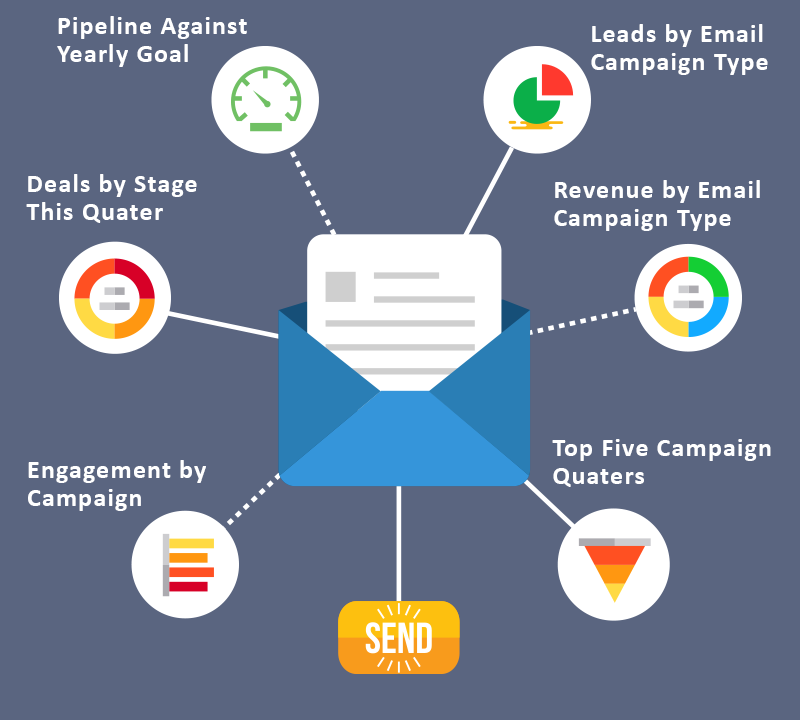 Pipeline Against
Yearly Goal
Leads by Email
Campaign Type
Deals by Stage
This Quater
Revenue by Email
Campaign Type
Engagement by
Campaign
Top Five Campaign
Quaters
SEND